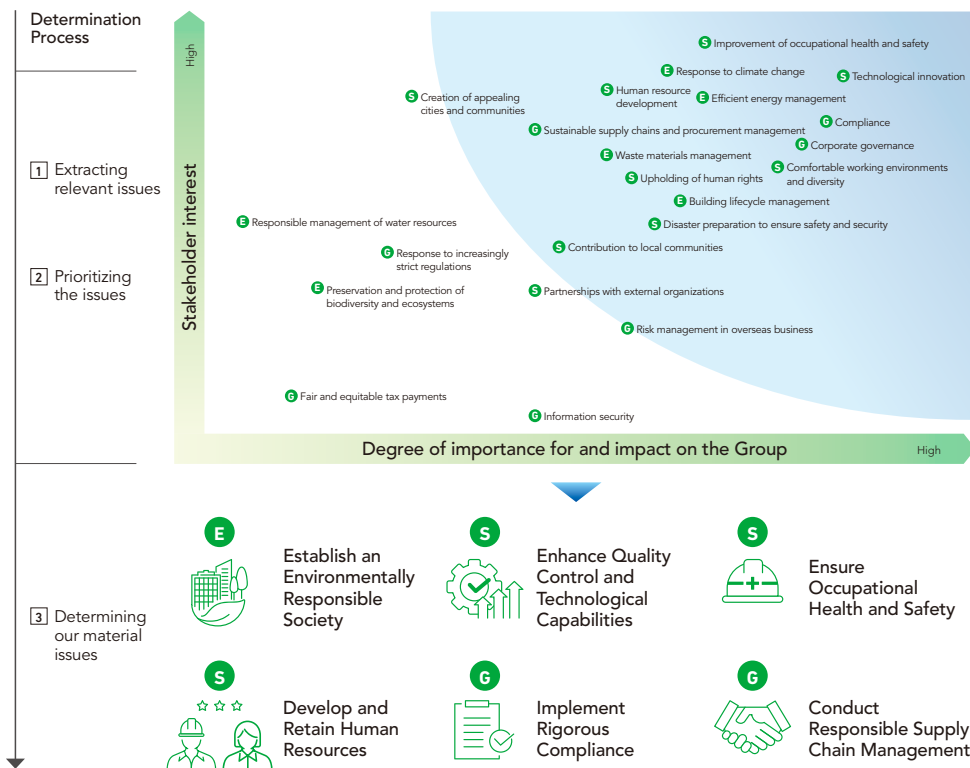 Determination
Process
1 Extracting
relevant issues
2 Prioritizing
the issues
3 Determining
our material
issues
High
Stakeholder interest
S Improvement of occupational health and safety
E Response to climate change
S Technological innovation
S Human resource
development
E Efficient energy management
S Creation of appealing
cities and communities
G Compliance
G Sustainable supply chains and procurement management
G Corporate governance
E Waste materials management
S Comfortable working environments
and diversity
S Upholding of human rights
E Building lifecycle management
E Responsible management of water resources
S Disaster preparation to ensure safety and security
S Contribution to local communities
G Response to increasingly
strict regulations
E Preservation and protection of
biodiversity and ecosystems
S Partnerships with external organizations
G Risk management in overseas business
G Fair and equitable tax payments
G Information security
Degree of importance for and impact on the Group
High
E
Establish an
Environmentally
Responsible
Society
S
Enhance Quality
Control and
Technological
Capabilities
S
Ensure
Occupational
Health and Safety
S
Develop and
Retain Human
Resources
G
Implement
Rigorous
Compliance
G
Conduct
Responsible Supply
Chain Management